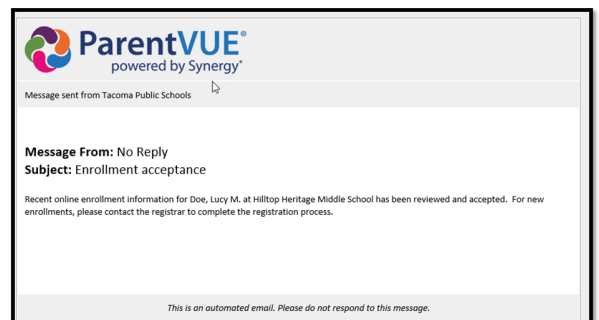 ParentVUE®
powered by Synergy®
Message sent from Tacoma Public Schools
Message From: No Reply
Subject: Enrollment acceptance
Recent online enrollment information for Doe, Lucy M. at Hilltop Heritage Middle School has been reviewed and accepted.  For new
enrollments, please contact the registrar to complete the registration process.
This is an automated email. Please do not respond to this message.